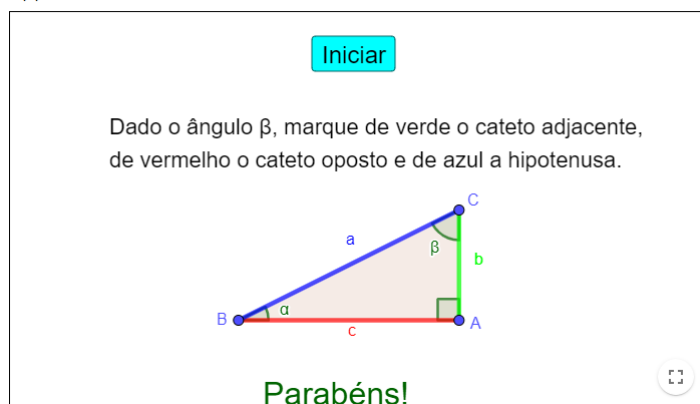 Iniciar
Dado o ângulo β, marque de verde o cateto adjacente,
de vermelho o cateto oposto e de azul a hipotenusa.
C
a
β
b
B
α
A
c
Parabéns!